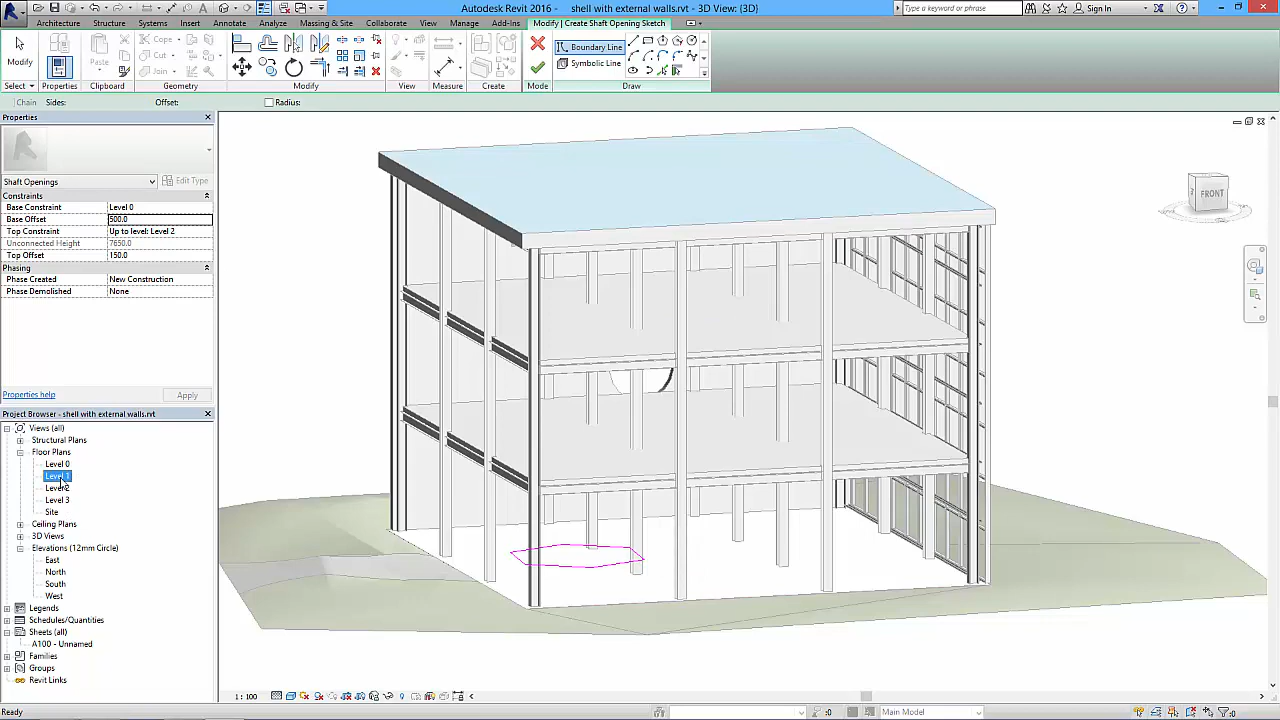 Autodesk Revit 2016 - shell with external walls.rvt - 3D View: {3D}
Type a keyword or phrase
Sign In
Architecture Structure Systems Insert Annotate Analyze Massing & Site Collaborate View Manage Add-Ins Modify | Create Shaft Opening Sketch
Modify Paste Cope Cut Join Boundary Line
Symbolic Line
Select Properties Clipboard Geometry Modify View Measure Create Mode Draw
Chain Sides: Offset: Radius:
Properties
Shaft Openings Edit Type
Constraints
Base Constraint Level 0
Base Offset 500.0
Top Constraint Up to level: Level 2
Unconnected Height 7650.0
Top Offset 150.0
Phasing
Phase Created New Construction
Phase Demolished None
Properties help Apply
Project Browser - shell with external walls.rvt
Views (all)
Structural Plans
Floor Plans
Level 0
Level 1
Level 2
Level 3
Site
Ceiling Plans
3D Views
Elevations (12mm Circle)
East
North
South
West
Legends
Schedules/Quantities
Sheets (all)
A100 - Unnamed
Families
Groups
Revit Links
FRONT
1 : 100
Ready
:0
Main Model
:0